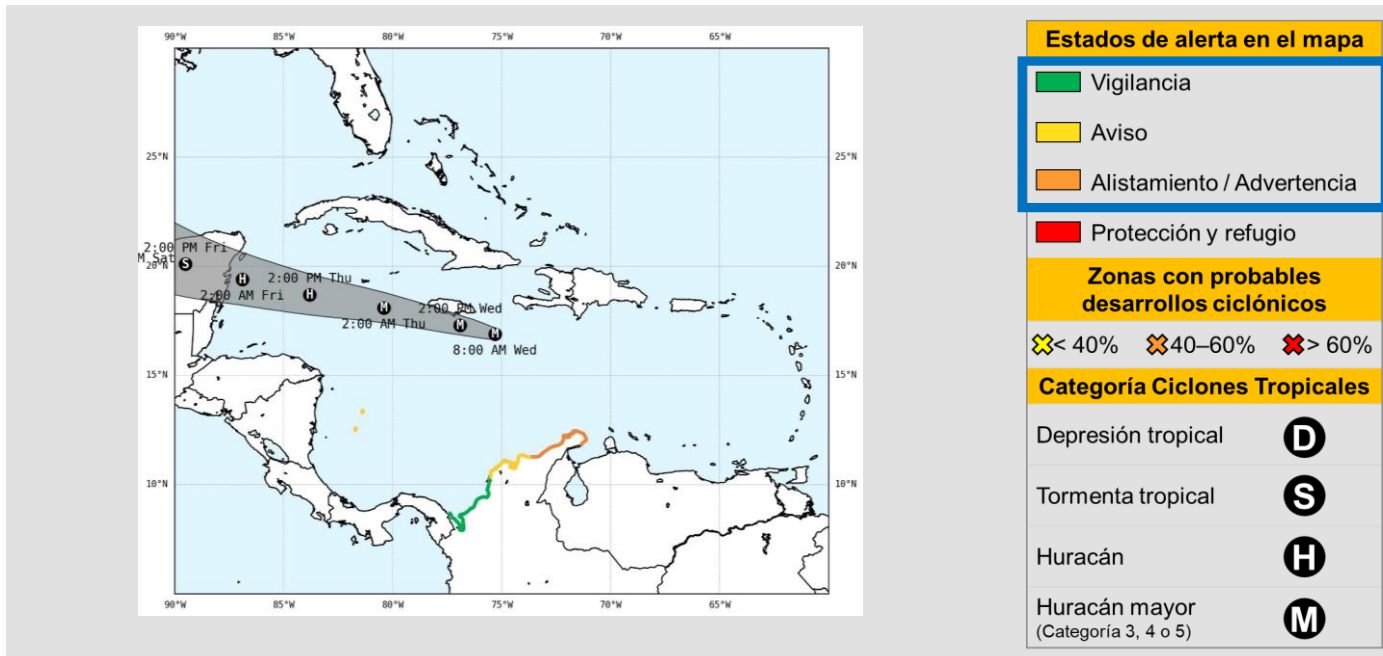 90°W 85°W 80°W 75°W 70°W 65°W
25°N 25°N
2:00 PM Fri
M Sat
20°N 20°N
2:00 PM Thu
S
H
2:00 AM Fri
H
M
2:00 PM Wed
2:00 AM Thu
M
M
8:00 AM Wed
15°N 15°N
10°N 10°N
90°W 85°W 80°W 75°W 70°W 65°W
Estados de alerta en el mapa
Vigilancia
Aviso
Alistamiento / Advertencia
Protección y refugio
Zonas con probables
desarrollos ciclónicos
< 40% 40–60% > 60%
Categoría Ciclones Tropicales
Depresión tropical D
Tormenta tropical S
Huracán H
Huracán mayor M
(Categoría 3, 4 o 5)